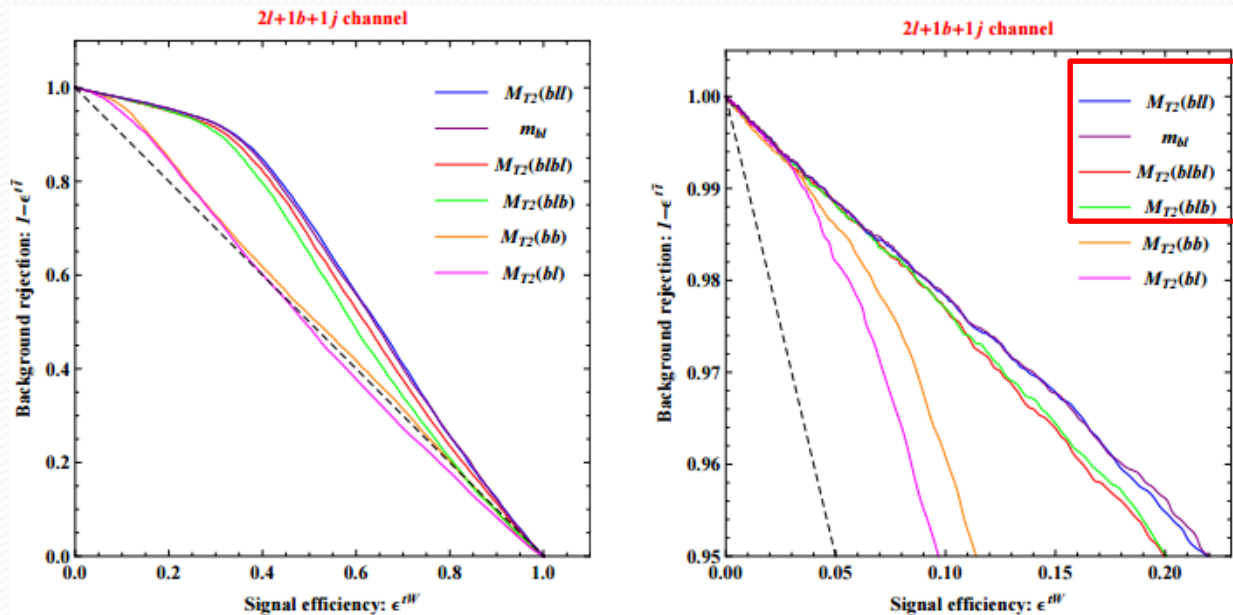 2l+1b+1j channel
Background rejection: 1−ϵ^{tt̄}
1.0
0.8
0.6
0.4
0.2
0.0
0.0 0.2 0.4 0.6 0.8 1.0
Signal efficiency: ϵ^{tW}
M_{T2}(bll)
m_{bl}
M_{T2}(blbl)
M_{T2}(blb)
M_{T2}(bb)
M_{T2}(bl)
2l+1b+1j channel
Background rejection: 1−ϵ^{tt̄}
1.00
0.99
0.98
0.97
0.96
0.95
0.00 0.05 0.10 0.15 0.20
Signal efficiency: ϵ^{tW}
M_{T2}(bll)
m_{bl}
M_{T2}(blbl)
M_{T2}(blb)
M_{T2}(bb)
M_{T2}(bl)